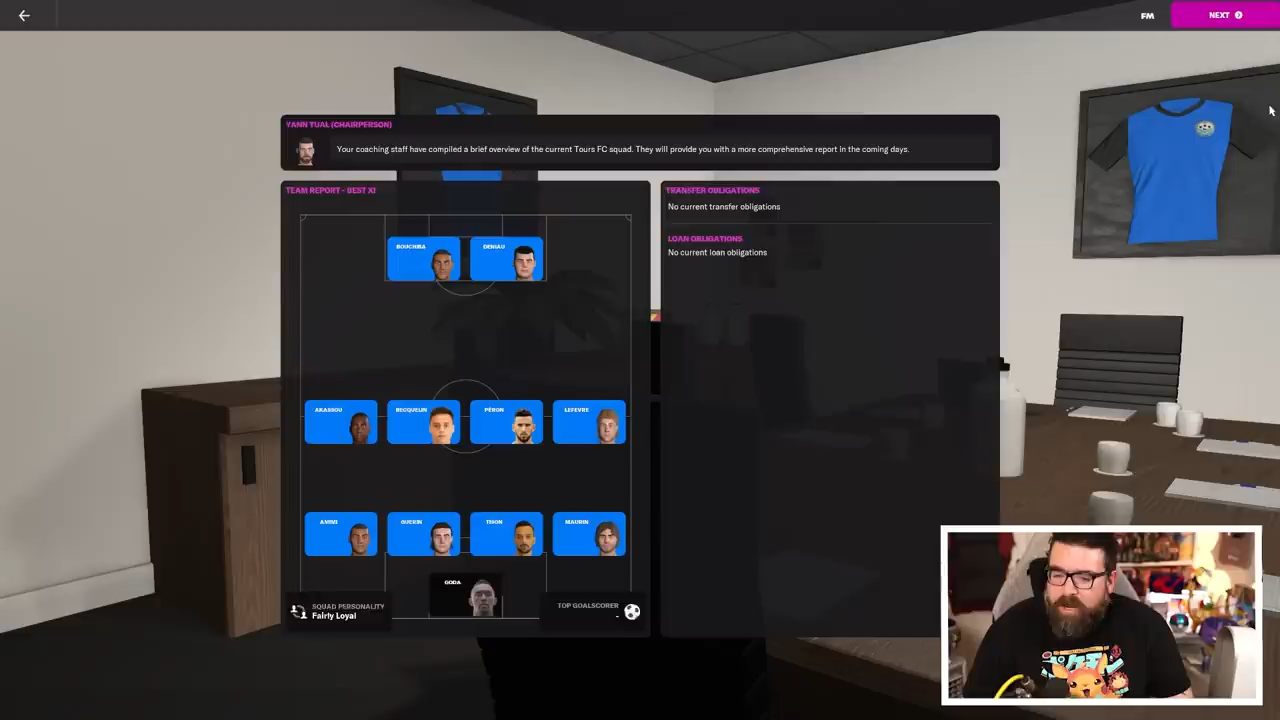 FM
NEXT
YANN TUAL (CHAIRPERSON)
Your coaching staff have compiled a brief overview of the current Tours FC squad. They will provide you with a more comprehensive report in the coming days.
TEAM REPORT - BEST XI
BOUCHIBA
DENIAU
AKASSOU
BECQUELIN
PÉRON
LEFEVRE
GUERIN
TIHON
MAUDIN
GODA
SQUAD PERSONALITY
Fairly Loyal
TOP GOALSCORER
-
TRANSFER OBLIGATIONS
No current transfer obligations
LOAN OBLIGATIONS
No current loan obligations